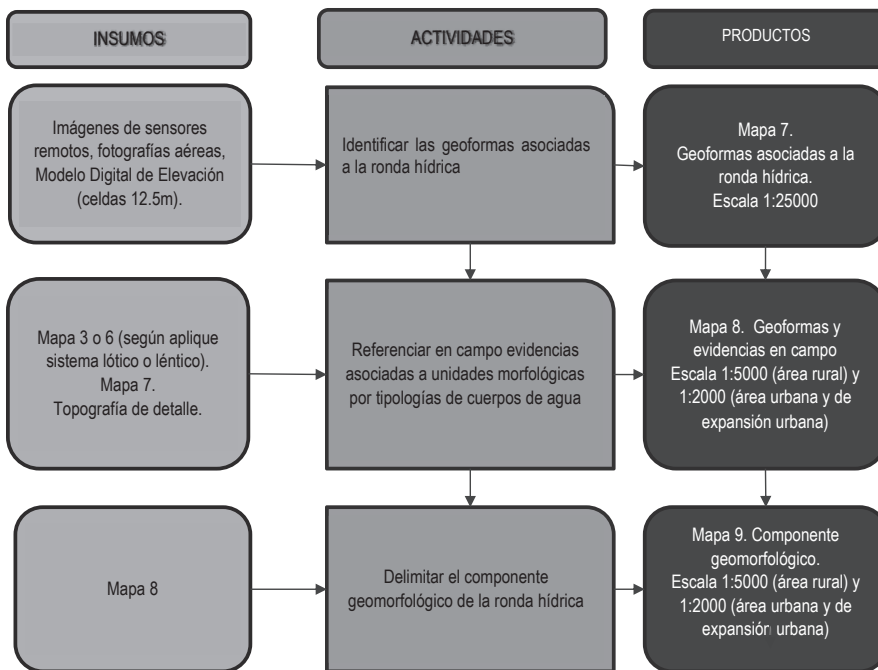 INSUMOS
ACTIVIDADES
PRODUCTOS
Imágenes de sensores
remotos, fotografías aéreas,
Modelo Digital de Elevación
(celdas 12.5m).
Identificar las geoformas asociadas
a la ronda hídrica
Mapa 7.
Geoformas asociadas a la
ronda hídrica.
Escala 1:25000
Mapa 3 o 6 (según aplique
sistema lótico o léntico).
Mapa 7.
Topografía de detalle.
Referenciar en campo evidencias
asociadas a unidades morfológicas
por tipologías de cuerpos de agua
Mapa 8. Geoformas y
evidencias en campo
Escala 1:5000 (área rural) y
1:2000 (área urbana y de
expansión urbana)
Mapa 8
Delimitar el componente
geomorfológico de la ronda hídrica
Mapa 9. Componente
geomorfológico.
Escala 1:5000 (área rural) y
1:2000 (área urbana y de
expansión urbana)